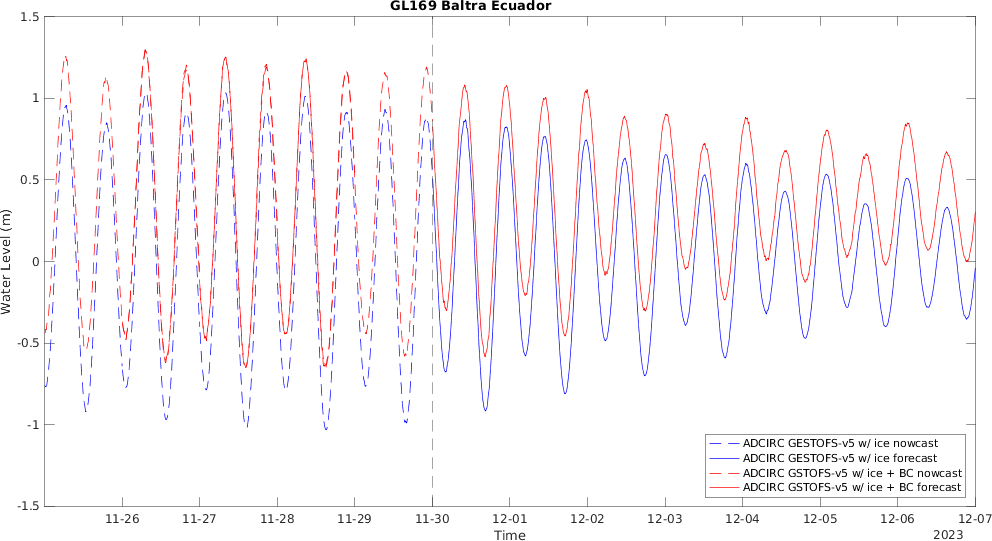 GL169 Baltra Ecuador
1.5
1
0.5
0
-0.5
-1
-1.5
Water Level (m)
ADCIRC GESTOFS-v5 w/ ice nowcast
ADCIRC GESTOFS-v5 w/ ice forecast
ADCIRC GSTOFS-v5 w/ ice + BC nowcast
ADCIRC GSTOFS-v5 w/ ice + BC forecast
11-26 11-27 11-28 11-29 11-30 12-01 12-02 12-03 12-04 12-05 12-06 12-07
Time
2023